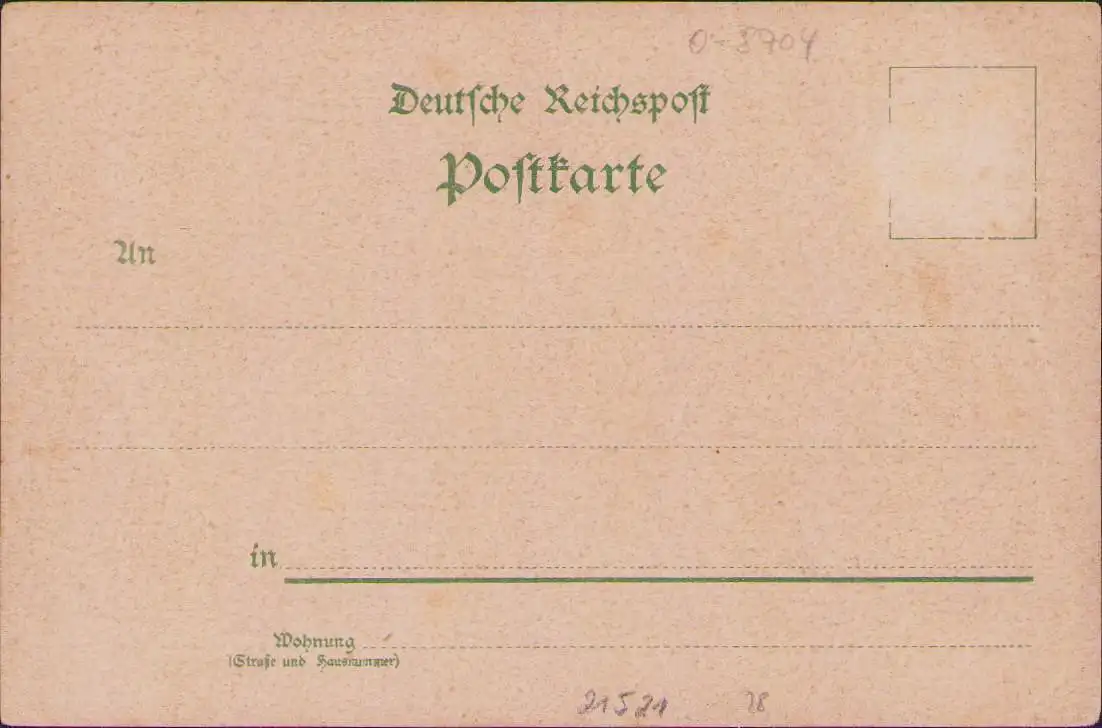 0-3704
Deutsche Reichspost
Postkarte
An
in
Wohnung
(Straße und Hausnummer)
21521 28